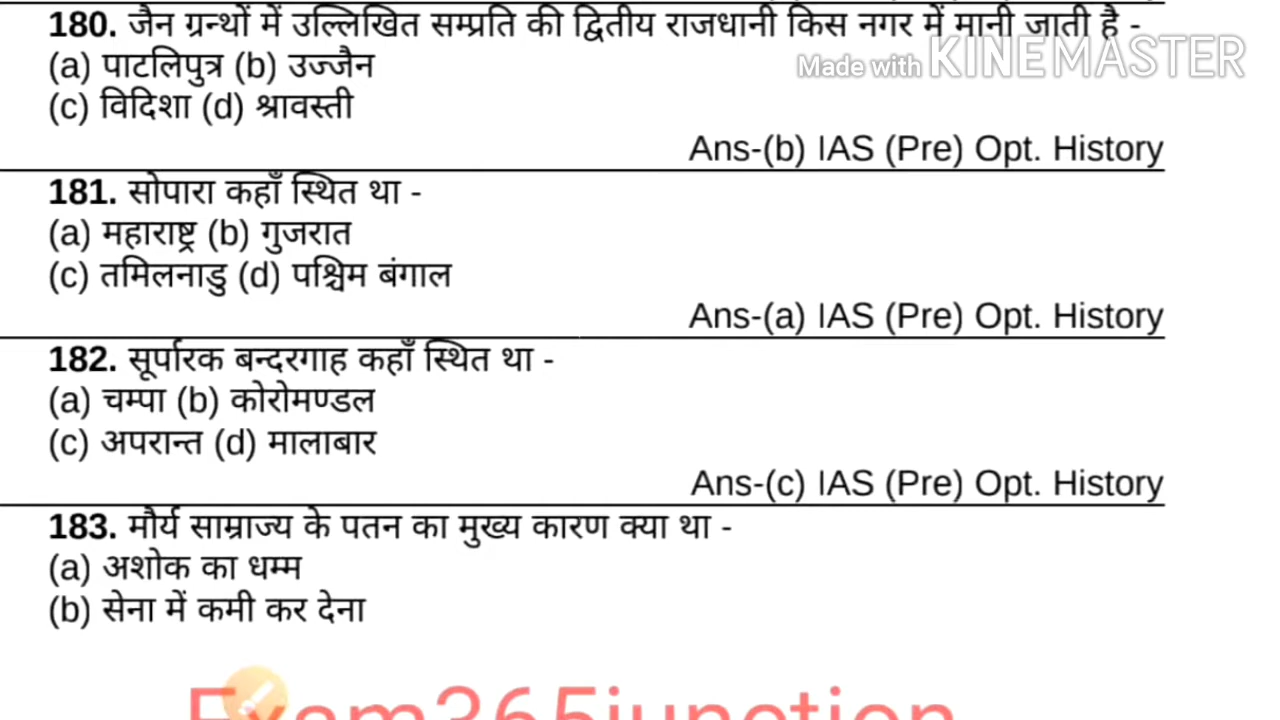 180. जैन ग्रन्थों में उल्लिखित सम्प्रति की द्वितीय राजधानी किस नगर में मानी जाती है -
Made with KINEMASTER
(a) पाटलिपुत्र (b) उज्जैन
(c) विदिशा (d) श्रावस्ती
Ans-(b) IAS (Pre) Opt. History
181. सोपारा कहाँ स्थित था -
(a) महाराष्ट्र (b) गुजरात
(c) तमिलनाडु (d) पश्चिम बंगाल
Ans-(a) IAS (Pre) Opt. History
182. सूर्पारक बन्दरगाह कहाँ स्थित था -
(a) चम्पा (b) कोरोमण्डल
(c) अपरान्त (d) मालाबार
Ans-(c) IAS (Pre) Opt. History
183. मौर्य साम्राज्य के पतन का मुख्य कारण क्या था -
(a) अशोक का धम्म
(b) सेना में कमी कर देना
Exam365junction